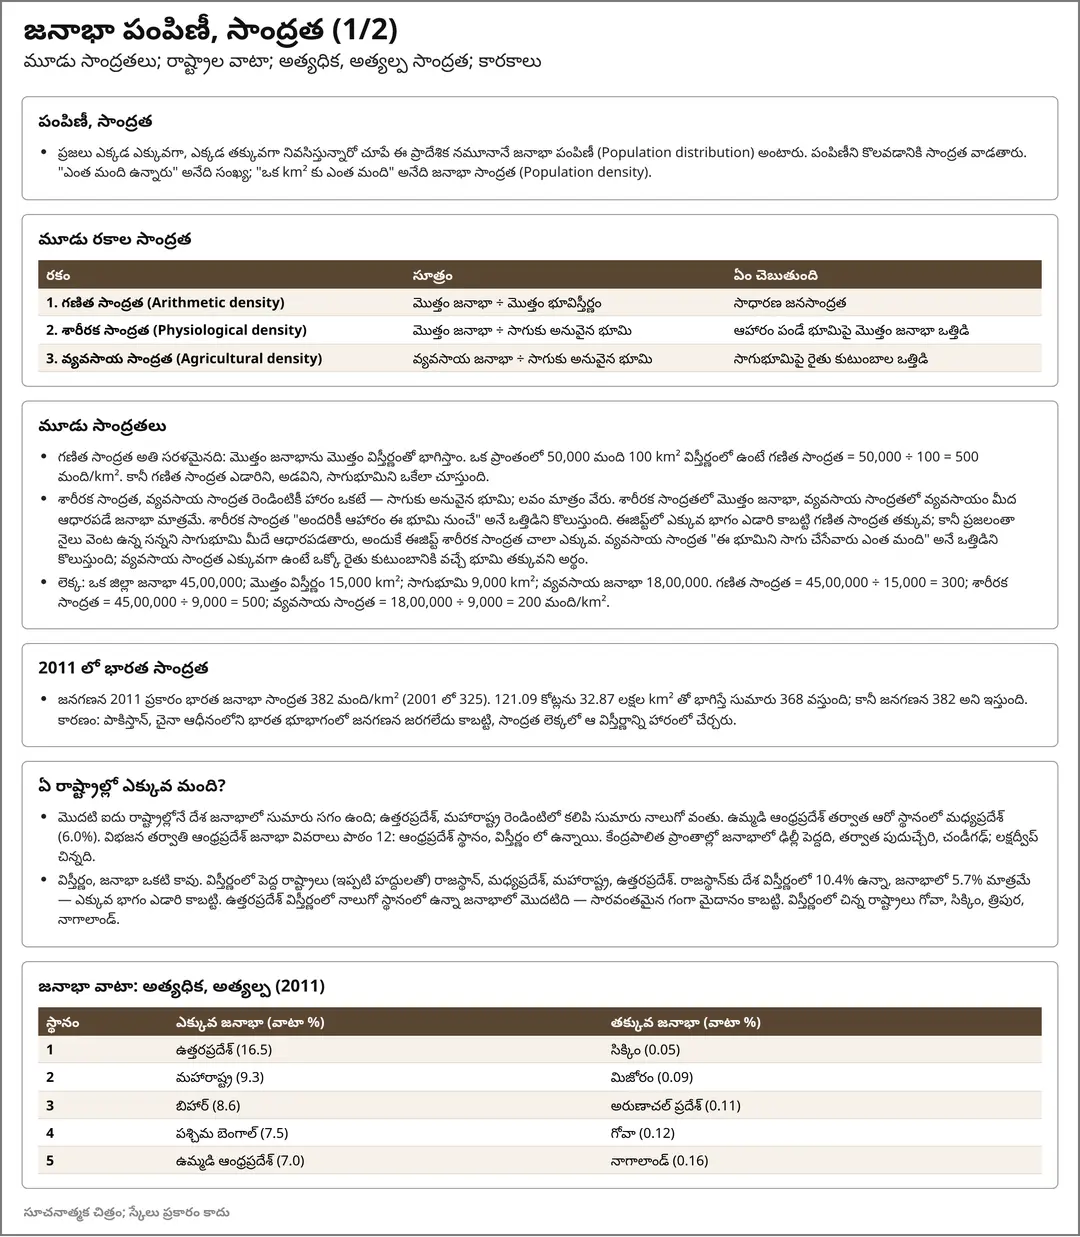 జనాభా పంపిణీ, సాంద్రత (1/2)
మూడు సాంద్రతలు; రాష్ట్రాల వాటా; అత్యధిక, అత్యల్ప సాంద్రత; కారకాలు
పంపిణీ, సాంద్రత
• ప్రజలు ఎక్కడ ఎక్కువగా, ఎక్కడ తక్కువగా నివసిస్తున్నారో చూపే ఈ ప్రాదేశిక నమూనానే జనాభా పంపిణీ (Population distribution) అంటారు. పంపిణీని కొలవడానికి సాంద్రత వాడతారు.
"ఎంత మంది ఉన్నారు" అనేది సంఖ్య; "ఒక km² కు ఎంత మంది" అనేది జనాభా సాంద్రత (Population density).
మూడు రకాల సాంద్రత
రకం సూత్రం ఏం చెబుతుంది
1. గణిత సాంద్రత (Arithmetic density) మొత్తం జనాభా ÷ మొత్తం భూవిస్తీర్ణం సాధారణ జనసాంద్రత
2. శారీరక సాంద్రత (Physiological density) మొత్తం జనాభా ÷ సాగుకు అనువైన భూమి ఆహారం పండే భూమిపై మొత్తం జనాభా ఒత్తిడి
3. వ్యవసాయ సాంద్రత (Agricultural density) వ్యవసాయ జనాభా ÷ సాగుకు అనువైన భూమి సాగుభూమిపై రైతు కుటుంబాల ఒత్తిడి
మూడు సాంద్రతలు
• గణిత సాంద్రత అతి సరళమైనది: మొత్తం జనాభాను మొత్తం విస్తీర్ణంతో భాగిస్తాం. ఒక ప్రాంతంలో 50,000 మంది 100 km² విస్తీర్ణంలో ఉంటే గణిత సాంద్రత = 50,000 ÷ 100 = 500
మంది/km². కానీ గణిత సాంద్రత ఎడారిని, అడవిని, సాగుభూమిని ఒకేలా చూస్తుంది.
• శారీరక సాంద్రత, వ్యవసాయ సాంద్రత రెండింటికీ హారం ఒకటే — సాగుకు అనువైన భూమి; లవం మాత్రం వేరు. శారీరక సాంద్రతలో మొత్తం జనాభా, వ్యవసాయ సాంద్రతలో వ్యవసాయం మీద
ఆధారపడే జనాభా మాత్రమే. శారీరక సాంద్రత "అందరికీ ఆహారం ఈ భూమి నుంచే" అనే ఒత్తిడిని కొలుస్తుంది. ఈజిప్ట్‌లో ఎక్కువ భాగం ఎడారి కాబట్టి గణిత సాంద్రత తక్కువ; కానీ ప్రజలంతా
నైలు వెంట ఉన్న సన్నని సాగుభూమి మీదే ఆధారపడతారు, అందుకే ఈజిప్ట్ శారీరక సాంద్రత చాలా ఎక్కువ. వ్యవసాయ సాంద్రత "ఈ భూమిని సాగు చేసేవారు ఎంత మంది" అనే ఒత్తిడిని
కొలుస్తుంది; వ్యవసాయ సాంద్రత ఎక్కువగా ఉంటే ఒక్కో రైతు కుటుంబానికి వచ్చే భూమి తక్కువని అర్థం.
• లెక్క: ఒక జిల్లా జనాభా 45,00,000; మొత్తం విస్తీర్ణం 15,000 km²; సాగుభూమి 9,000 km²; వ్యవసాయ జనాభా 18,00,000. గణిత సాంద్రత = 45,00,000 ÷ 15,000 = 300; శారీరక
సాంద్రత = 45,00,000 ÷ 9,000 = 500; వ్యవసాయ సాంద్రత = 18,00,000 ÷ 9,000 = 200 మంది/km².
2011 లో భారత సాంద్రత
• జనగణన 2011 ప్రకారం భారత జనాభా సాంద్రత 382 మంది/km² (2001 లో 325). 121.09 కోట్లను 32.87 లక్షల km² తో భాగిస్తే సుమారు 368 వస్తుంది; కానీ జనగణన 382 అని ఇస్తుంది.
కారణం: పాకిస్తాన్, చైనా ఆధీనంలోని భారత భూభాగంలో జనగణన జరగలేదు కాబట్టి, సాంద్రత లెక్కలో ఆ విస్తీర్ణాన్ని హారంలో చేర్చరు.
ఏ రాష్ట్రాల్లో ఎక్కువ మంది?
• మొదటి ఐదు రాష్ట్రాల్లోనే దేశ జనాభాలో సుమారు సగం ఉంది; ఉత్తరప్రదేశ్, మహారాష్ట్ర రెండింటిలో కలిపి సుమారు నాలుగో వంతు. ఉమ్మడి ఆంధ్రప్రదేశ్ తర్వాత ఆరో స్థానంలో మధ్యప్రదేశ్
(6.0%). విభజన తర్వాతి ఆంధ్రప్రదేశ్ జనాభా వివరాలు పాఠం 12: ఆంధ్రప్రదేశ్ స్థానం, విస్తీర్ణం లో ఉన్నాయి. కేంద్రపాలిత ప్రాంతాల్లో జనాభాలో ఢిల్లీ పెద్దది, తర్వాత పుదుచ్చేరి, చండీగఢ్; లక్షద్వీప్
చిన్నది.
• విస్తీర్ణం, జనాభా ఒకటి కావు. విస్తీర్ణంలో పెద్ద రాష్ట్రాలు (ఇప్పటి హద్దులతో) రాజస్థాన్, మధ్యప్రదేశ్, మహారాష్ట్ర, ఉత్తరప్రదేశ్. రాజస్థాన్‌కు దేశ విస్తీర్ణంలో 10.4% ఉన్నా, జనాభాలో 5.7% మాత్రమే
— ఎక్కువ భాగం ఎడారి కాబట్టి. ఉత్తరప్రదేశ్ విస్తీర్ణంలో నాలుగో స్థానంలో ఉన్నా జనాభాలో మొదటిది — సారవంతమైన గంగా మైదానం కాబట్టి. విస్తీర్ణంలో చిన్న రాష్ట్రాలు గోవా, సిక్కిం, త్రిపుర,
నాగాలాండ్.
జనాభా వాటా: అత్యధిక, అత్యల్ప (2011)
స్థానం ఎక్కువ జనాభా (వాటా %) తక్కువ జనాభా (వాటా %)
1 ఉత్తరప్రదేశ్ (16.5) సిక్కిం (0.05)
2 మహారాష్ట్ర (9.3) మిజోరం (0.09)
3 బిహార్ (8.6) అరుణాచల్ ప్రదేశ్ (0.11)
4 పశ్చిమ బెంగాల్ (7.5) గోవా (0.12)
5 ఉమ్మడి ఆంధ్రప్రదేశ్ (7.0) నాగాలాండ్ (0.16)
సూచనాత్మక చిత్రం; స్కేలు ప్రకారం కాదు